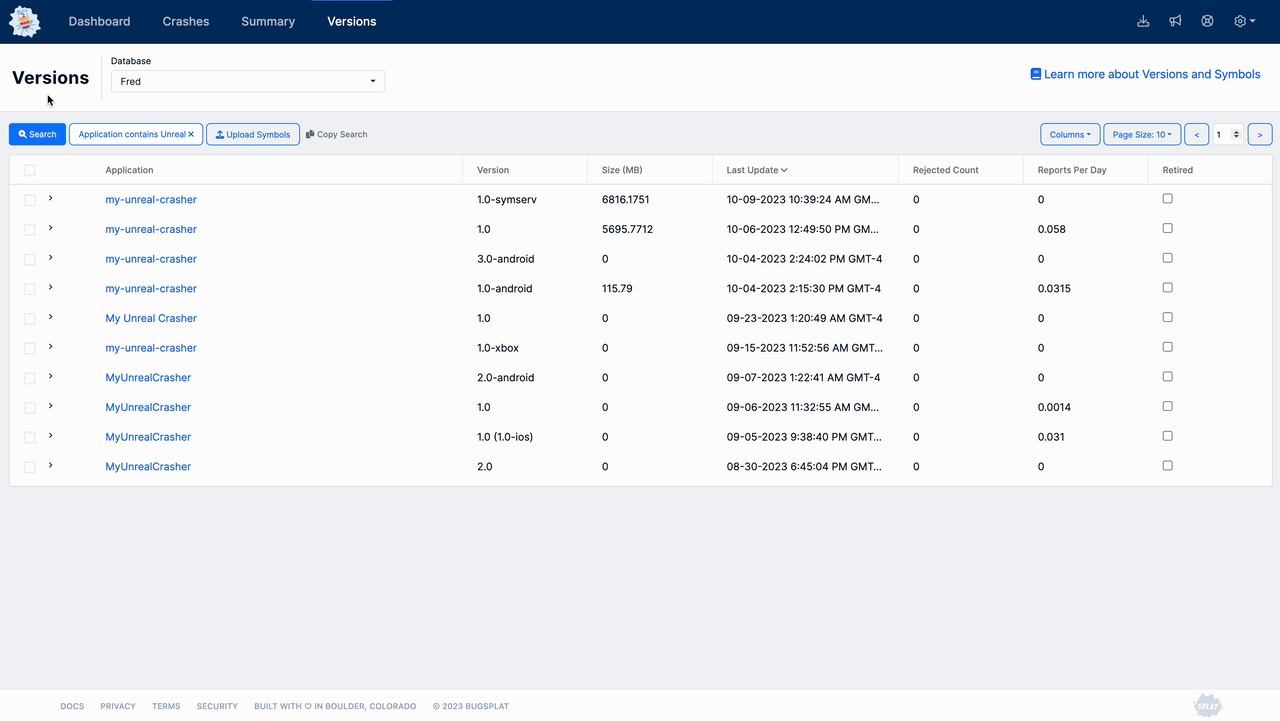 Dashboard Crashes Summary Versions
Versions
Database
Fred
Learn more about Versions and Symbols
Search Application contains Unreal × Upload Symbols Copy Search Columns Page Size: 10 < 1 >
Application Version Size (MB) Last Update Rejected Count Reports Per Day Retired
my-unreal-crasher 1.0-symserv 6816.1751 10-09-2023 10:39:24 AM GM... 0 0
my-unreal-crasher 1.0 5695.7712 10-06-2023 12:49:50 PM GM... 0 0.058
my-unreal-crasher 3.0-android 0 10-04-2023 2:24:02 PM GMT-4 0 0
my-unreal-crasher 1.0-android 115.79 10-04-2023 2:15:30 PM GMT-4 0 0.0315
My Unreal Crasher 1.0 0 09-23-2023 1:20:49 AM GMT-4 0 0
my-unreal-crasher 1.0-xbox 0 09-15-2023 11:52:56 AM GMT... 0 0
MyUnrealCrasher 2.0-android 0 09-07-2023 1:22:41 AM GMT-4 0 0
MyUnrealCrasher 1.0 0 09-06-2023 11:32:55 AM GM... 0 0.0014
MyUnrealCrasher 1.0 (1.0-ios) 0 09-05-2023 9:38:40 PM GMT... 0 0.031
MyUnrealCrasher 2.0 0 08-30-2023 6:45:04 PM GMT... 0 0
DOCS PRIVACY TERMS SECURITY BUILT WITH ♡ IN BOULDER, COLORADO © 2023 BUGSPLAT SPLAT